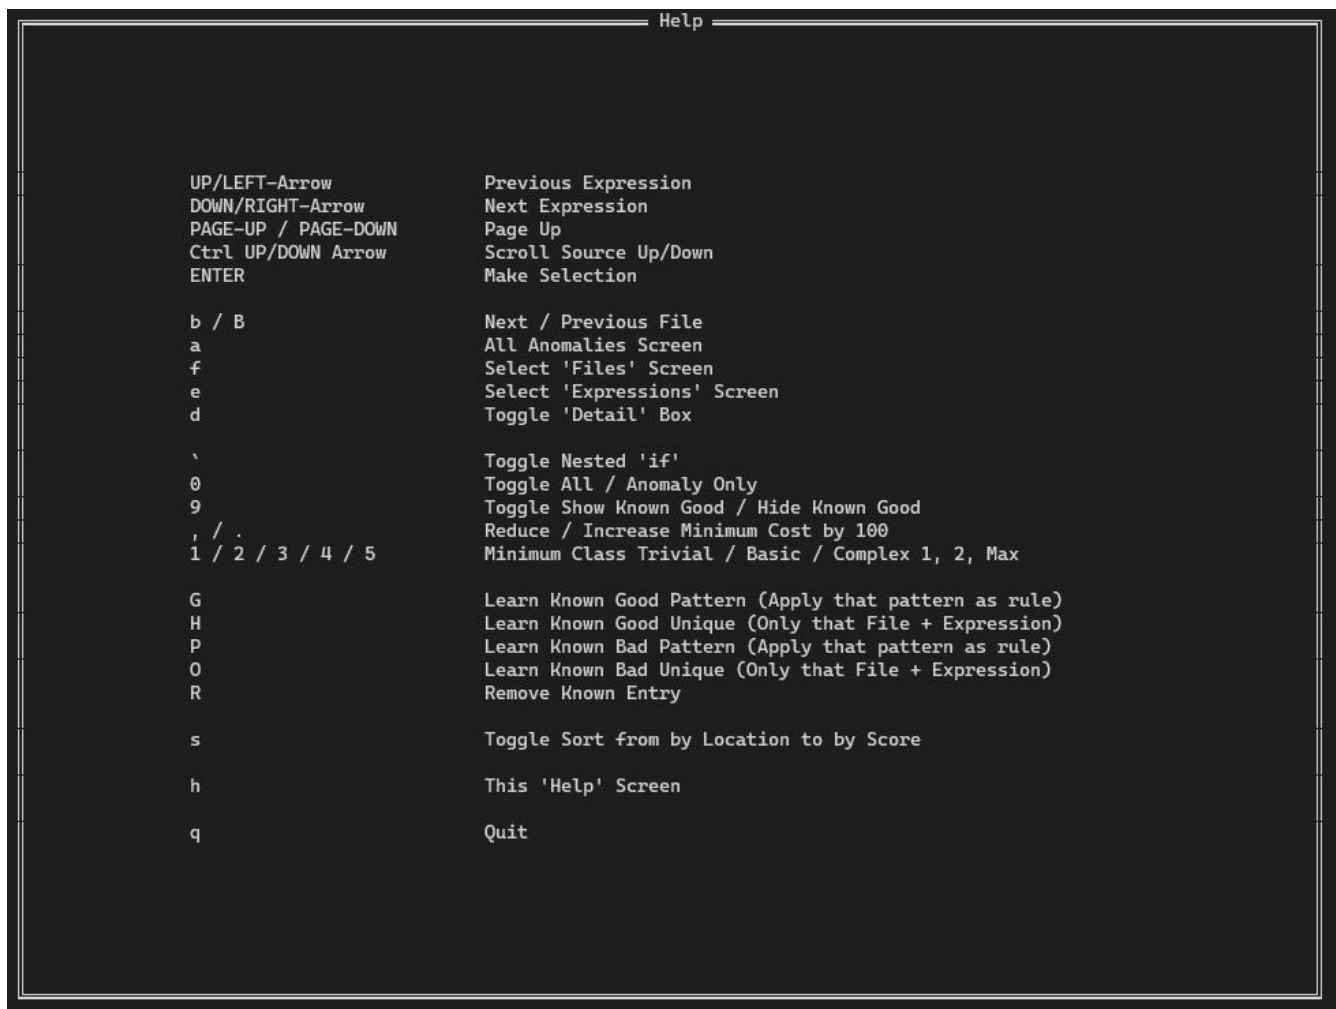 Help
UP/LEFT-Arrow Previous Expression
DOWN/RIGHT-Arrow Next Expression
PAGE-UP / PAGE-DOWN Page Up
Ctrl UP/DOWN Arrow Scroll Source Up/Down
ENTER Make Selection
b / B Next / Previous File
a All Anomalies Screen
f Select 'Files' Screen
e Select 'Expressions' Screen
d Toggle 'Detail' Box
` Toggle Nested 'if'
0 Toggle All / Anomaly Only
9 Toggle Show Known Good / Hide Known Good
, / . Reduce / Increase Minimum Cost by 100
1 / 2 / 3 / 4 / 5 Minimum Class Trivial / Basic / Complex 1, 2, Max
G Learn Known Good Pattern (Apply that pattern as rule)
H Learn Known Good Unique (Only that File + Expression)
P Learn Known Bad Pattern (Apply that pattern as rule)
O Learn Known Bad Unique (Only that File + Expression)
R Remove Known Entry
s Toggle Sort from by Location to by Score
h This 'Help' Screen
q Quit